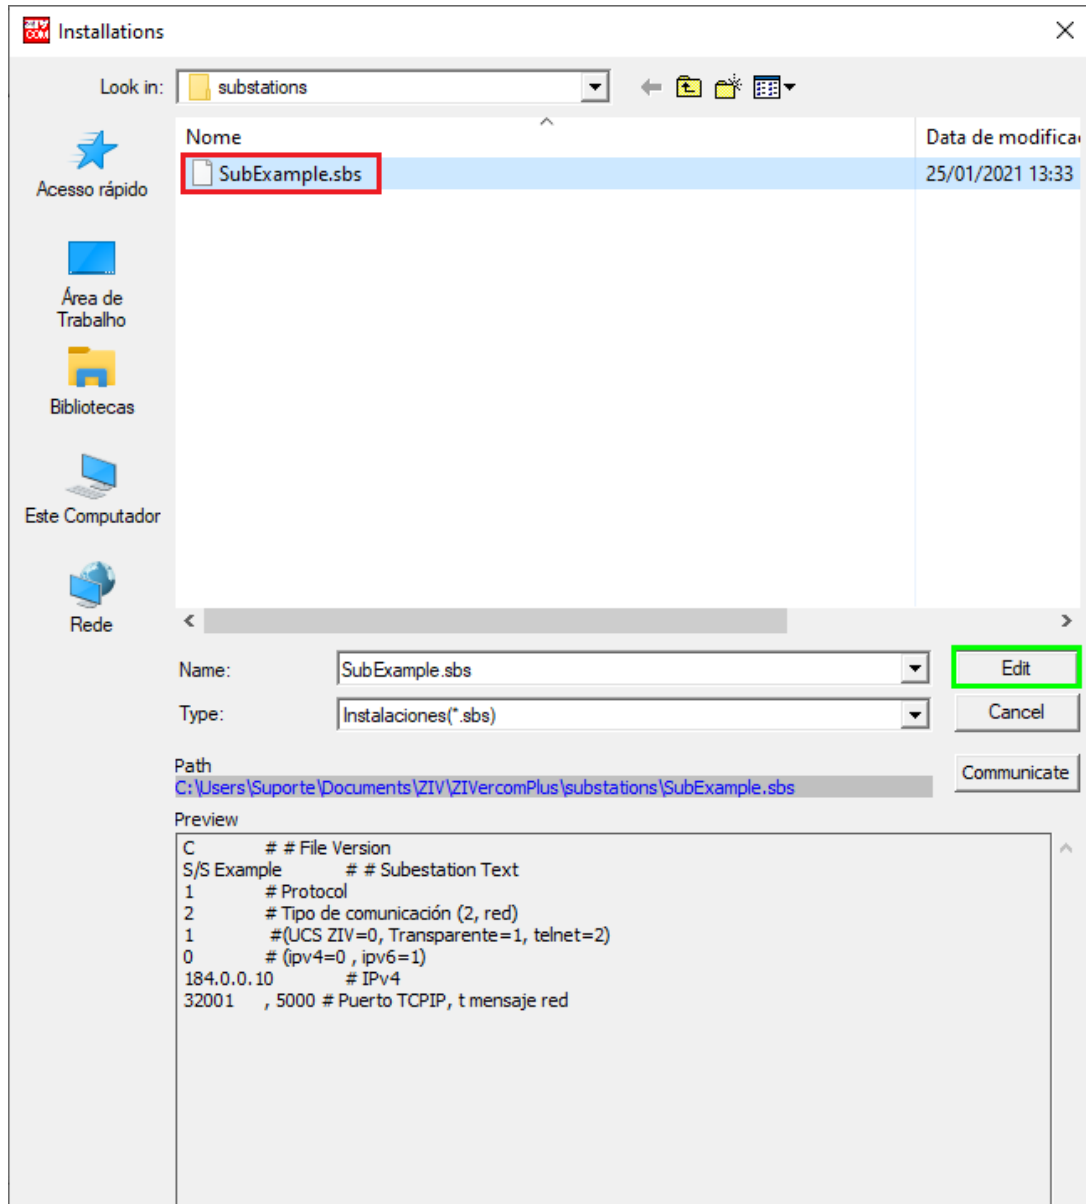 ZIV COM Installations
Look in: substations
Nome Data de modifica
SubExample.sbs 25/01/2021 13:33
Acesso rápido
Área de
Trabalho
Bibliotecas
Este Computador
Rede
Name: SubExample.sbs Edit
Type: Instalaciones(*.sbs) Cancel
Path
C:\Users\Suporte\Documents\ZIV\ZIVercomPlus\substations\SubExample.sbs Communicate
Preview
C # # File Version
S/S Example # # Subestation Text
1 # Protocol
2 # Tipo de comunicación (2, red)
1 #(UCS ZIV=0, Transparente=1, telnet=2)
0 # (ipv4=0 , ipv6=1)
184.0.0.10 # IPv4
32001 , 5000 # Puerto TCPIP, t mensaje red